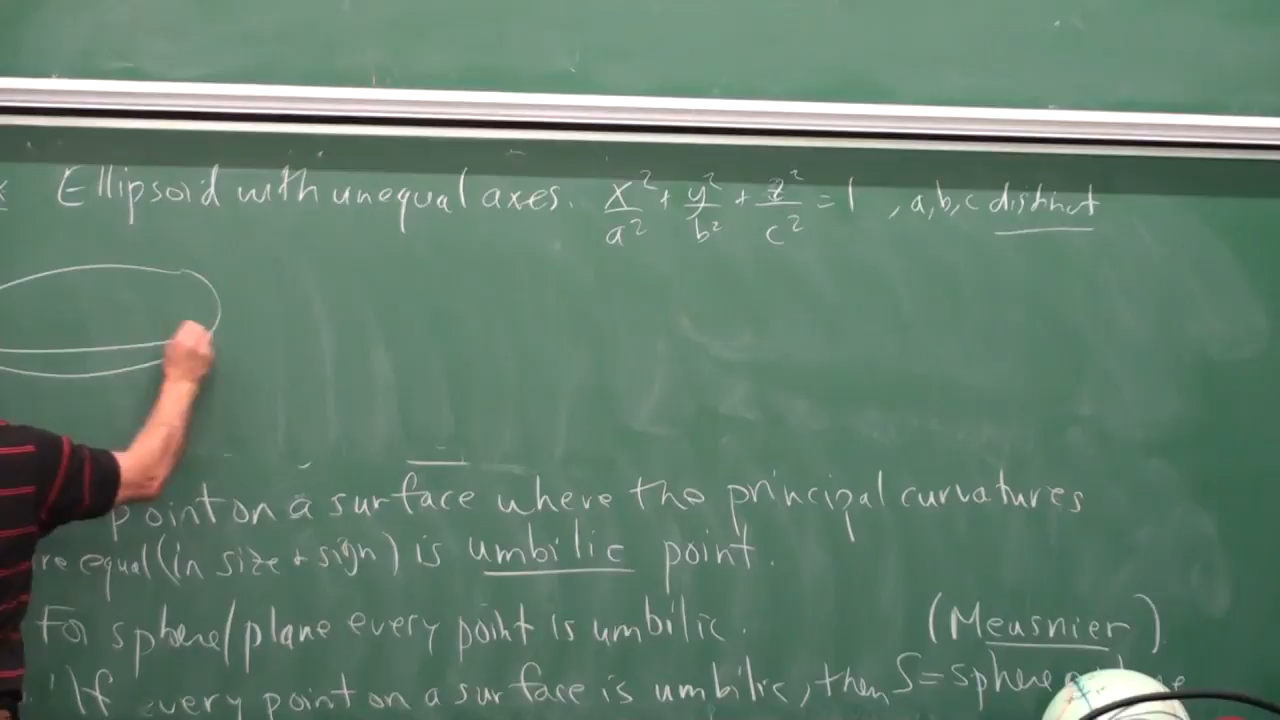 x Ellipsoid with unequal axes. x²/a² + y²/b² + z²/c² = 1 , a,b,c distinct
point on a surface where the principal curvatures
re equal (in size + sign) is umbilic point.
For sphere/plane every point is umbilic.
(Meusnier)
If every point on a surface is umbilic, then S = sphere